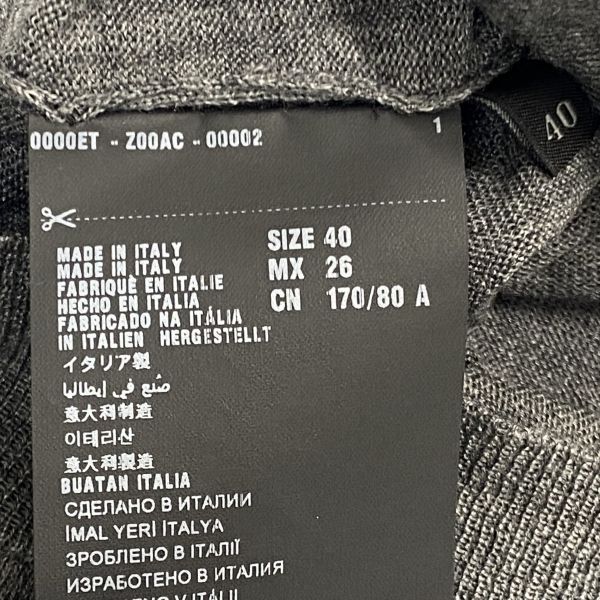 0000ET - Z00AC - 00002
1
40
MADE IN ITALY
MADE IN ITALY
FABRIQUÉ EN ITALIE
HECHO EN ITALIA
FABRICADO NA ITÁLIA
IN ITALIEN HERGESTELLT
イタリア製
صُنع في إيطاليا
意大利制造
이태리산
意大利製造
BUATAN ITALIA
СДЕЛАНО В ИТАЛИИ
İMAL YERİ İTALYA
ЗРОБЛЕНО В ІТАЛІЇ
ИЗРАБОТЕНО В ИТАЛИЯ
SIZE 40
MX 26
CN 170/80 A